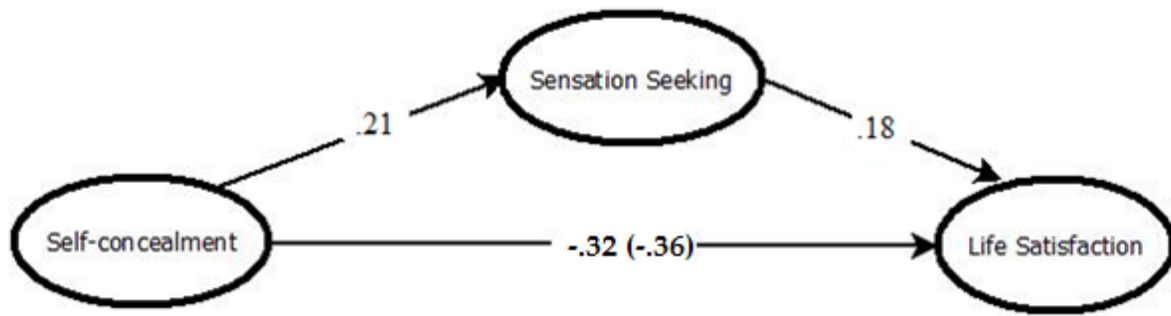 Sensation Seeking
.21
.18
Self-concealment
-.32 (-.36)
Life Satisfaction